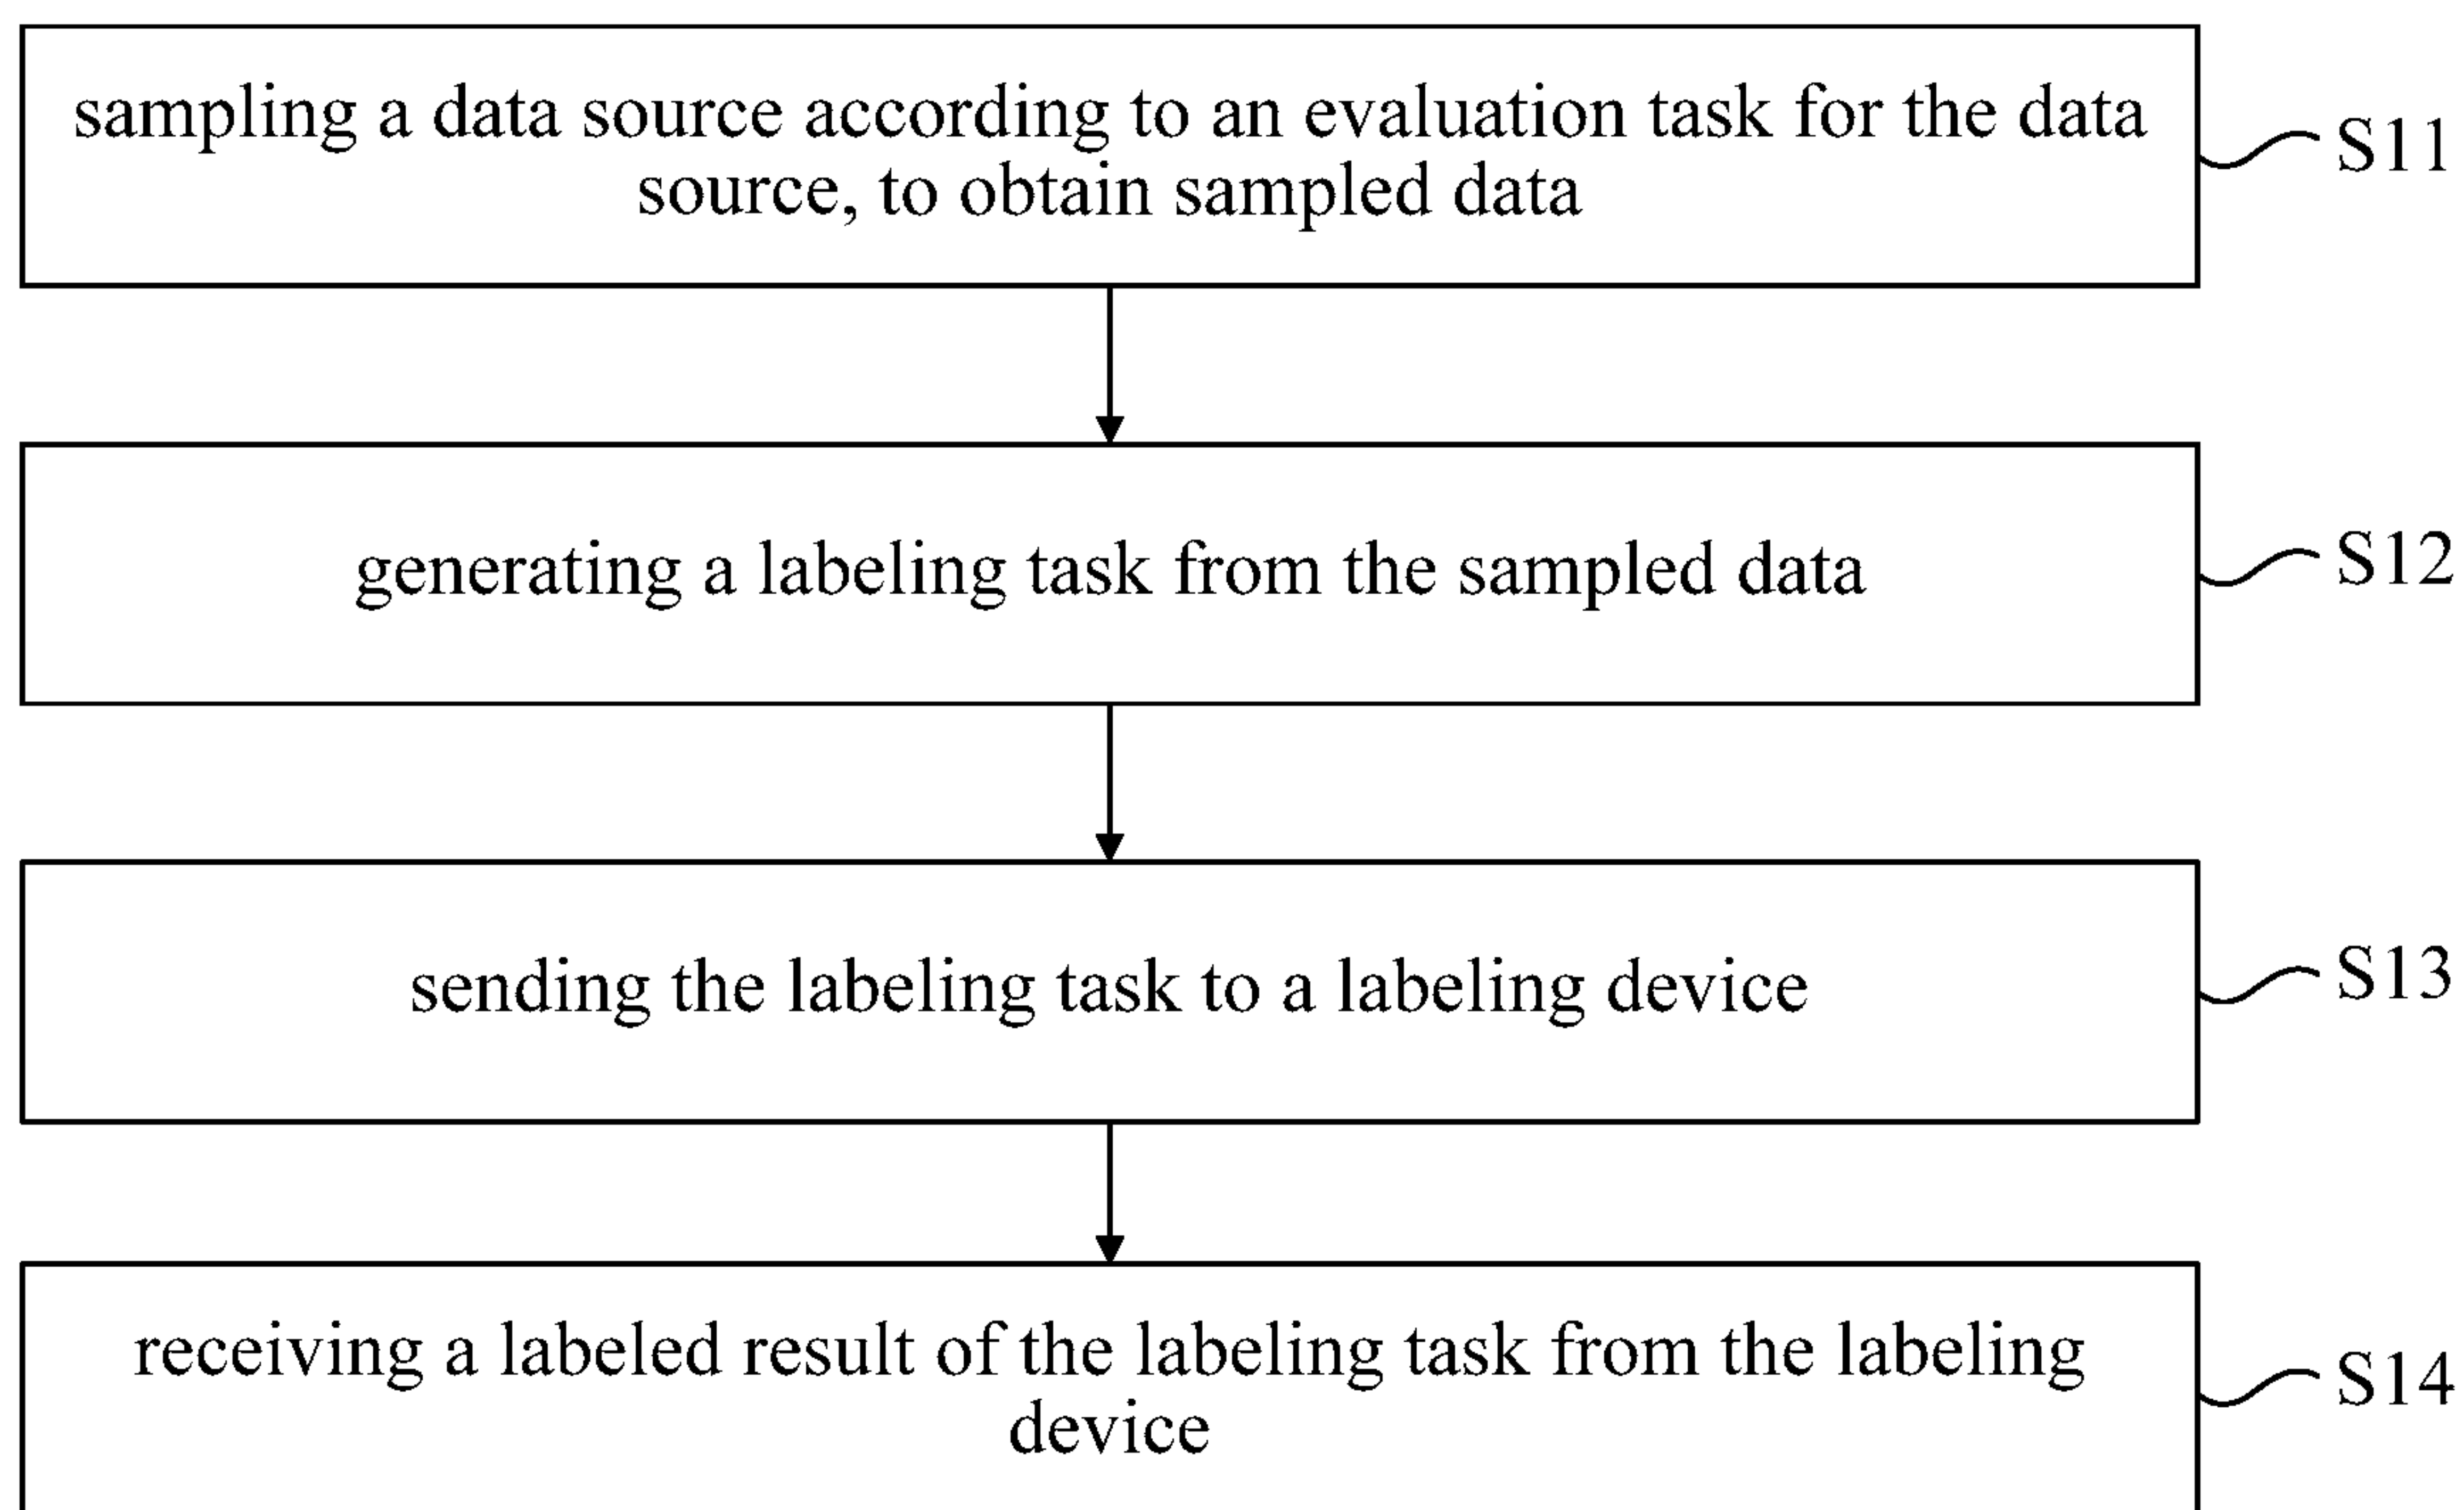 sampling a data source according to an evaluation task for the data
source, to obtain sampled data
S11
generating a labeling task from the sampled data
S12
sending the labeling task to a labeling device
S13
receiving a labeled result of the labeling task from the labeling
device
S14